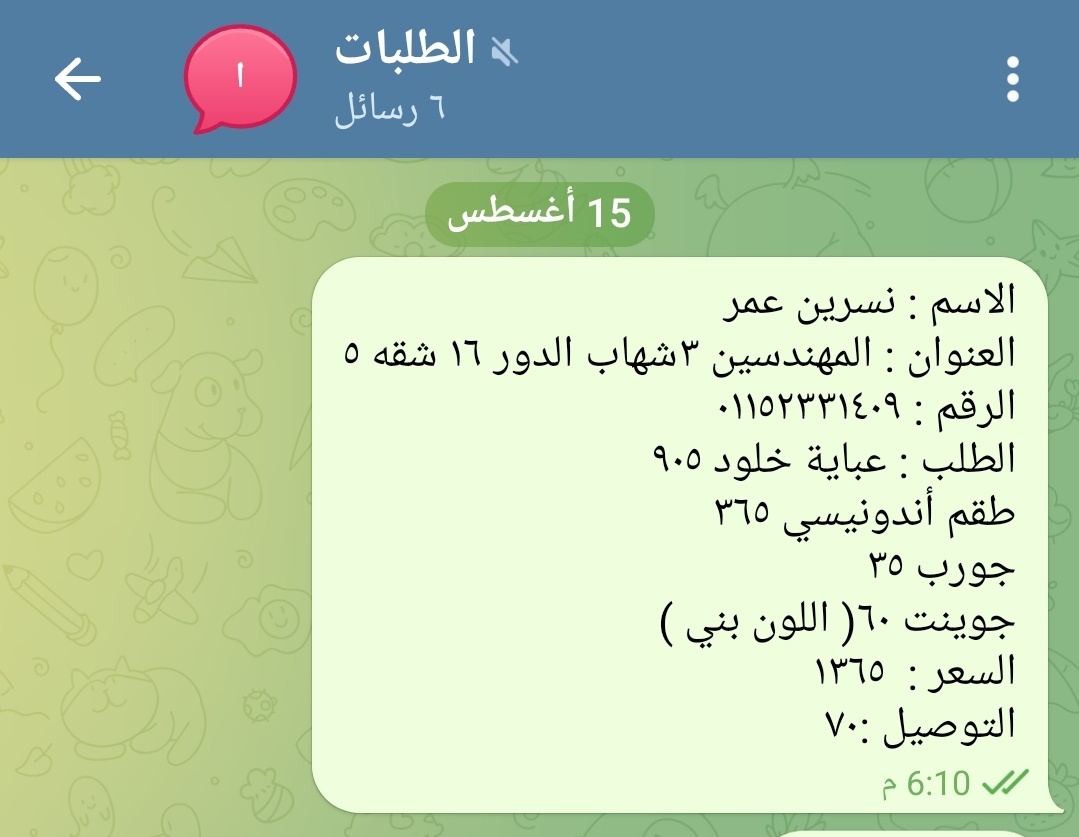 الطلبات
٦ رسائل
15 أغسطس
الاسم : نسرين عمر
العنوان : المهندسين ٣شهاب الدور ١٦ شقه ٥
الرقم : ٠١١٥٢٣٣١٤٠٩
الطلب : عباية خلود ٩٠٥
طقم أندونيسي ٣٦٥
جورب ٣٥
جوينت ٦٠( اللون بني )
السعر : ١٣٦٥
التوصيل :٧٠
6:10 م